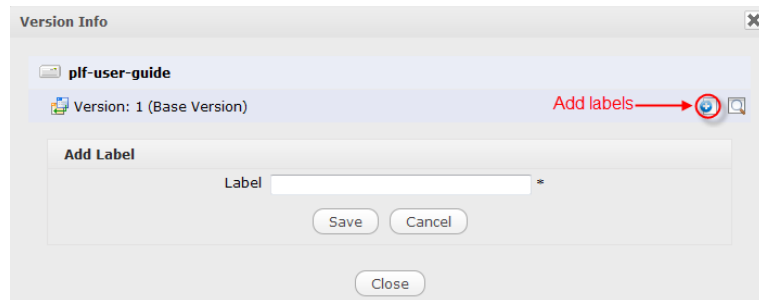 Version Info
plf-user-guide
Version: 1 (Base Version) Add labels
Add Label
Label *
Save Cancel
Close